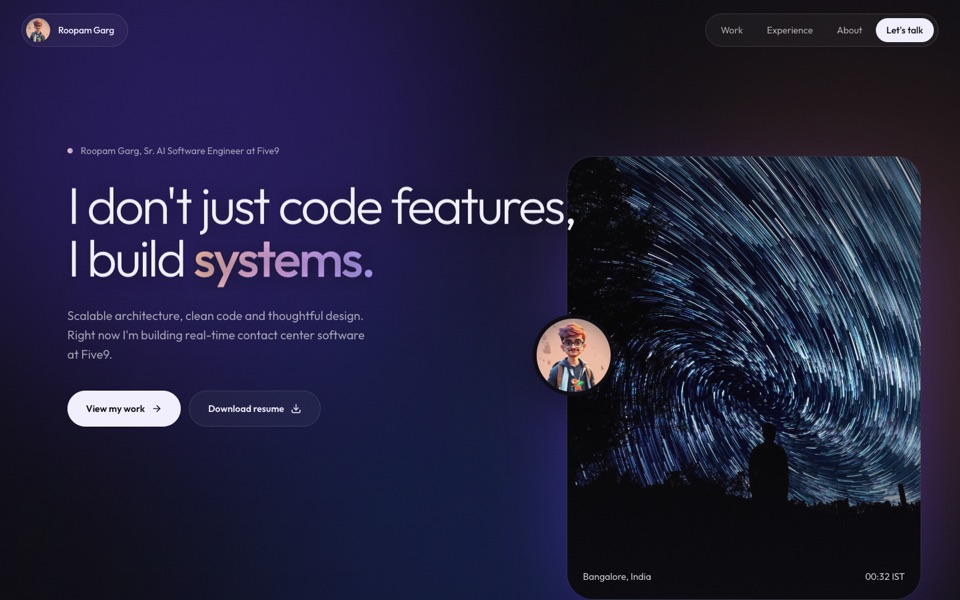 Roopam Garg
Work
Experience
About
Let's talk
Roopam Garg, Sr. AI Software Engineer at Five9
I don't just code features,
I build systems.
Scalable architecture, clean code and thoughtful design.
Right now I'm building real-time contact center software
at Five9.
View my work
Download resume
Bangalore, India
00:32 IST